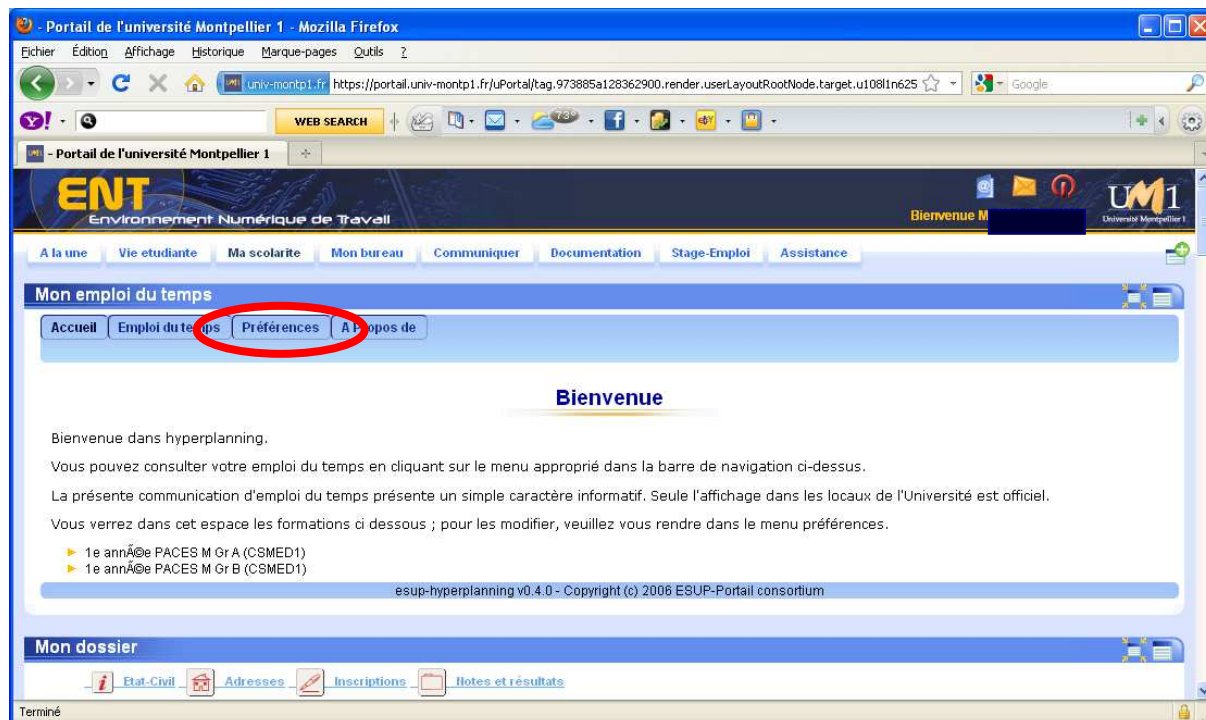 - Portail de l'université Montpellier 1 - Mozilla Firefox
Fichier Édition Affichage Historique Marque-pages Outils ?
univ-montp1.fr https://portail.univ-montp1.fr/uPortal/tag.973885a128362900.render.userLayoutRootNode.target.u108l1n625 Google
Y! WEB SEARCH 73° eBY
- Portail de l'université Montpellier 1
ENT
Environnement Numérique de Travail
Bienvenue M
UM1
Université Montpellier 1
A la une Vie etudiante Ma scolarite Mon bureau Communiquer Documentation Stage-Emploi Assistance
Mon emploi du temps
Accueil Emploi du temps Préférences A Propos de
Bienvenue
Bienvenue dans hyperplanning.
Vous pouvez consulter votre emploi du temps en cliquant sur le menu approprié dans la barre de navigation ci-dessus.
La présente communication d'emploi du temps présente un simple caractère informatif. Seule l'affichage dans les locaux de l'Université est officiel.
Vous verrez dans cet espace les formations ci dessous ; pour les modifier, veuillez vous rendre dans le menu préférences.
1e annÃ©e PACES M Gr A (CSMED1)
1e annÃ©e PACES M Gr B (CSMED1)
esup-hyperplanning v0.4.0 - Copyright (c) 2006 ESUP-Portail consortium
Mon dossier
Etat-Civil Adresses Inscriptions Notes et résultats
Terminé